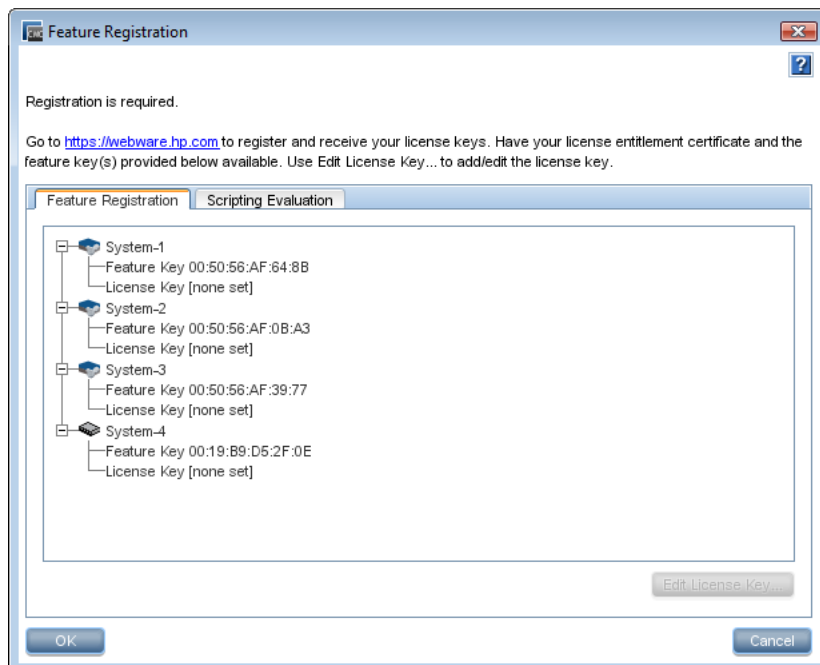 Feature Registration
Registration is required.
Go to https://webware.hp.com to register and receive your license keys. Have your license entitlement certificate and the
feature key(s) provided below available. Use Edit License Key... to add/edit the license key.
Feature Registration
Scripting Evaluation
System-1
Feature Key 00:50:56:AF:64:8B
License Key [none set]
System-2
Feature Key 00:50:56:AF:0B:A3
License Key [none set]
System-3
Feature Key 00:50:56:AF:39:77
License Key [none set]
System-4
Feature Key 00:19:B9:D5:2F:0E
License Key [none set]
Edit License Key...
OK
Cancel